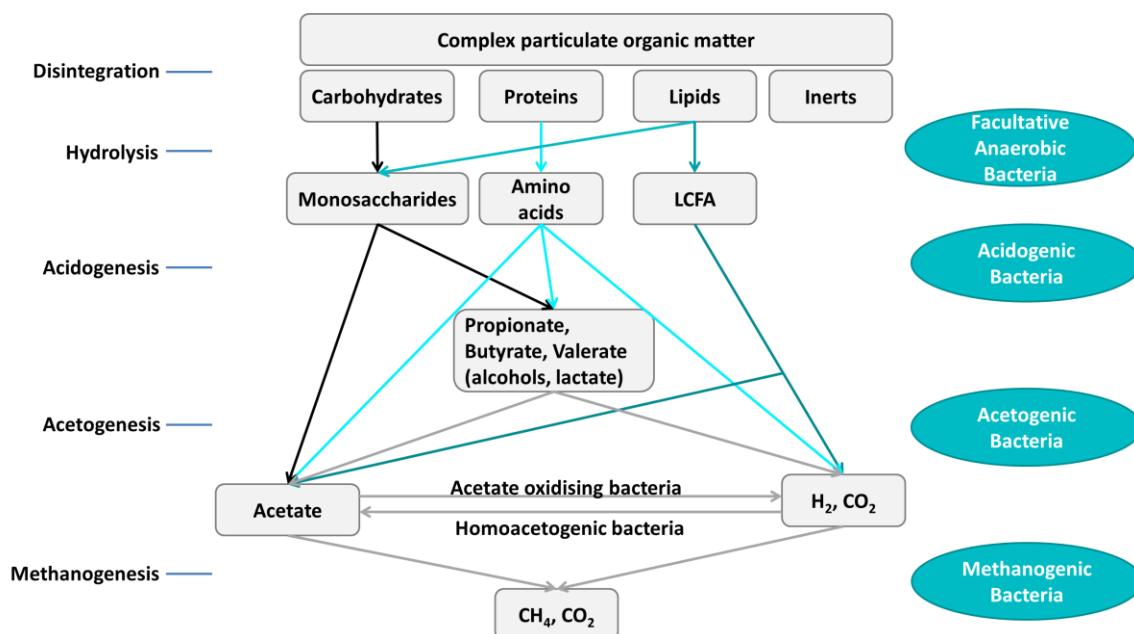 Complex particulate organic matter
Disintegration
Carbohydrates
Proteins
Lipids
Inerts
Hydrolysis
Facultative
Anaerobic
Bacteria
Monosaccharides
Amino
acids
LCFA
Acidogenesis
Acidogenic
Bacteria
Propionate,
Butyrate, Valerate
(alcohols, lactate)
Acetogenesis
Acetogenic
Bacteria
Acetate
Acetate oxidising bacteria
Homoacetogenic bacteria
H₂, CO₂
Methanogenesis
Methanogenic
Bacteria
CH₄, CO₂